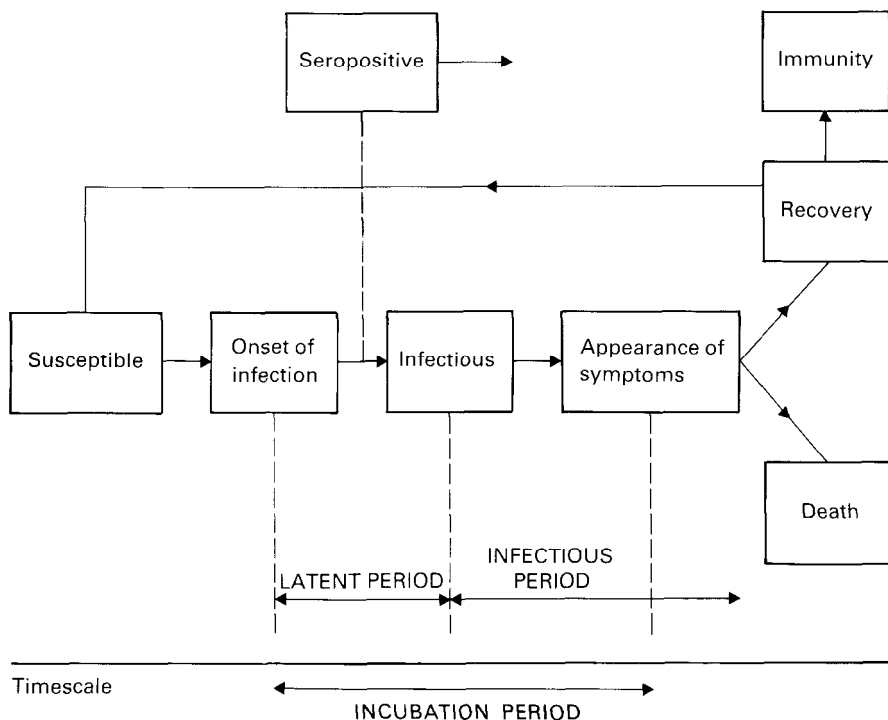 Seropositive
Immunity
Recovery
Susceptible
Onset of
infection
Infectious
Appearance of
symptoms
Death
LATENT PERIOD
INFECTIOUS
PERIOD
Timescale
INCUBATION PERIOD